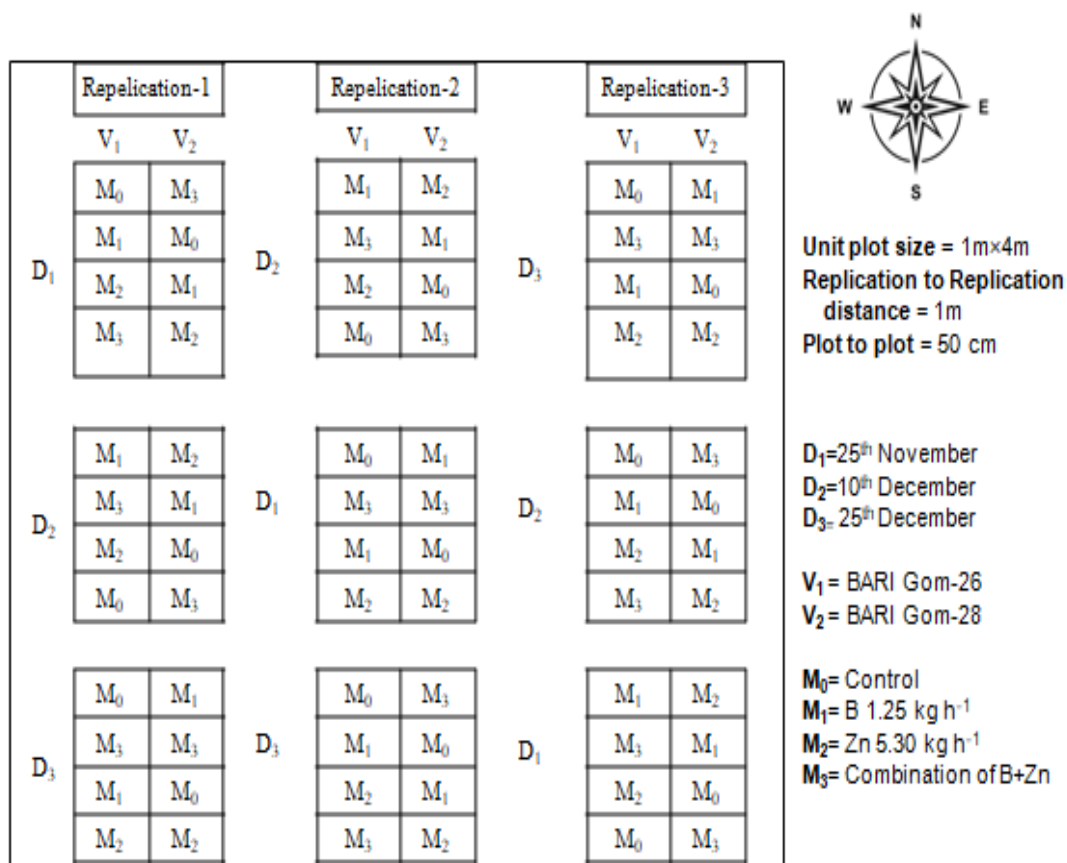 N
W E
S
Repelication-1 Repelication-2 Repelication-3
V₁ V₂ V₁ V₂ V₁ V₂
M₀ M₃ M₁ M₂ M₀ M₁
M₁ M₀ M₃ M₁ M₃ M₃
D₁ D₂ D₃
M₂ M₁ M₂ M₀ M₁ M₀
M₃ M₂ M₀ M₃ M₂ M₂
M₁ M₂ M₀ M₁ M₀ M₃
M₃ M₁ M₃ M₃ M₁ M₀
D₂ D₁ D₂
M₂ M₀ M₁ M₀ M₂ M₁
M₀ M₃ M₂ M₂ M₃ M₂
M₀ M₁ M₀ M₃ M₁ M₂
M₃ M₃ M₁ M₀ M₃ M₁
D₃ D₃ D₁
M₁ M₀ M₂ M₁ M₂ M₀
M₂ M₂ M₃ M₂ M₀ M₃
Unit plot size = 1m×4m
Replication to Replication
distance = 1m
Plot to plot = 50 cm
D₁=25ᵗʰ November
D₂=10ᵗʰ December
D₃₌ 25ᵗʰ December
V₁ = BARI Gom-26
V₂ = BARI Gom-28
M₀= Control
M₁= B 1.25 kg h⁻¹
M₂= Zn 5.30 kg h⁻¹
M₃= Combination of B+Zn